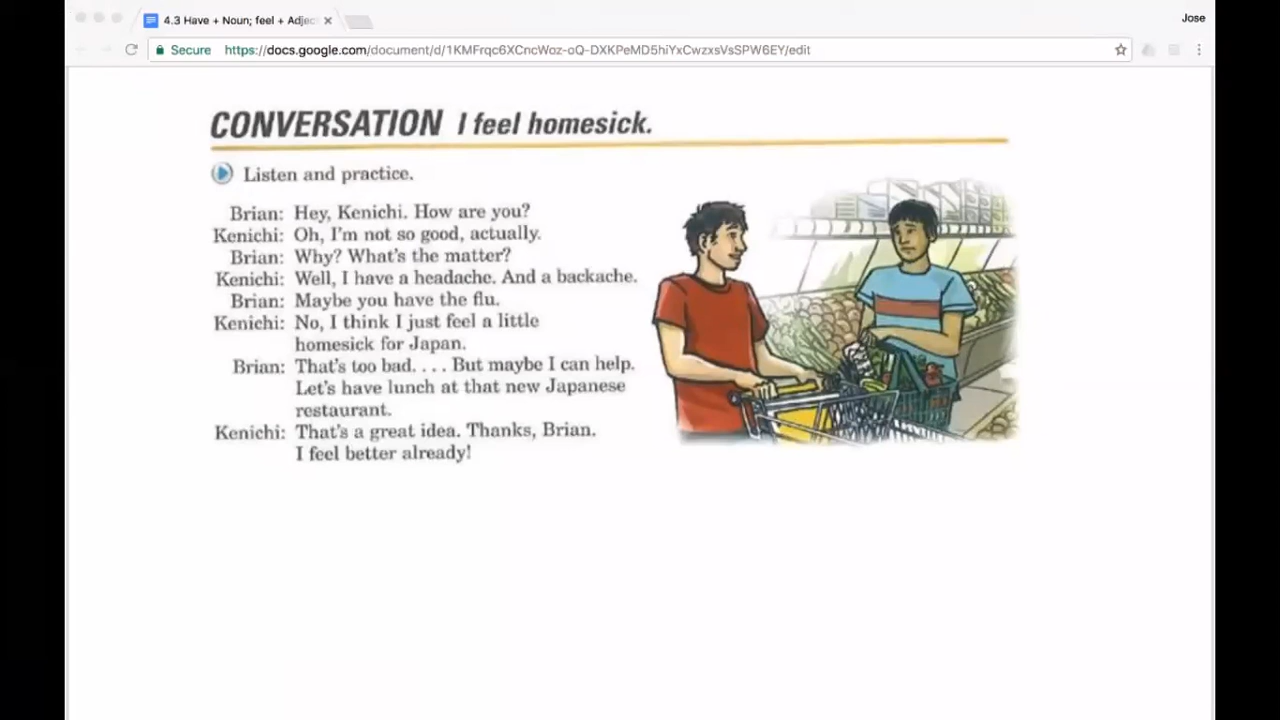 4.3 Have + Noun; feel + Adjec
Jose
Secure https://docs.google.com/document/d/1KMFrqc6XCncWoz-oQ-DXKPeMD5hiYxCwzxsVsSPW6EY/edit
CONVERSATION I feel homesick.
Listen and practice.
Brian: Hey, Kenichi. How are you?
Kenichi: Oh, I'm not so good, actually.
Brian: Why? What's the matter?
Kenichi: Well, I have a headache. And a backache.
Brian: Maybe you have the flu.
Kenichi: No, I think I just feel a little
homesick for Japan.
Brian: That's too bad. . . . But maybe I can help.
Let's have lunch at that new Japanese
restaurant.
Kenichi: That's a great idea. Thanks, Brian.
I feel better already!